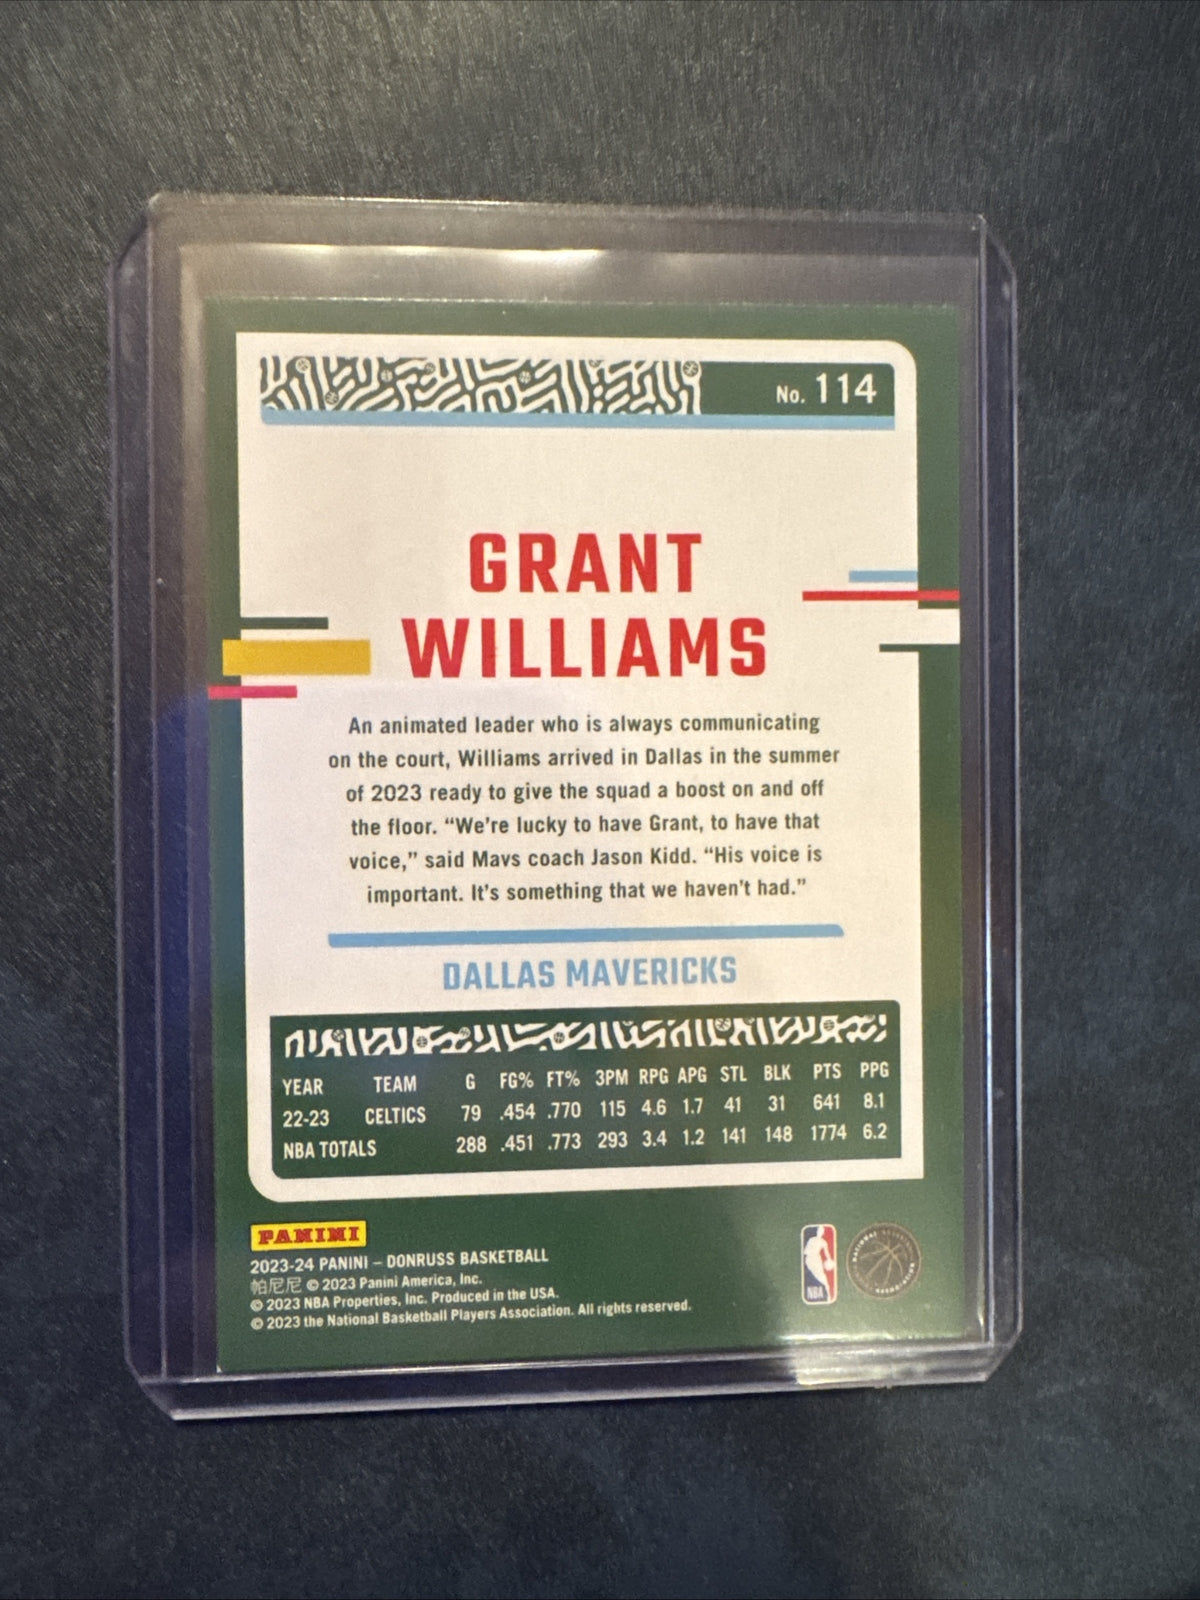 No. 114
GRANT
WILLIAMS
An animated leader who is always communicating
on the court, Williams arrived in Dallas in the summer
of 2023 ready to give the squad a boost on and off
the floor. “We’re lucky to have Grant, to have that
voice,” said Mavs coach Jason Kidd. “His voice is
important. It’s something that we haven’t had.”
DALLAS MAVERICKS
YEAR TEAM G FG% FT% 3PM RPG APG STL BLK PTS PPG
22-23 CELTICS 79 .454 .770 115 4.6 1.7 41 31 641 8.1
NBA TOTALS 288 .451 .773 293 3.4 1.2 141 148 1774 6.2
PANINI
2023-24 PANINI – DONRUSS BASKETBALL
帕尼尼 © 2023 Panini America, Inc.
© 2023 NBA Properties, Inc. Produced in the USA.
© 2023 the National Basketball Players Association. All rights reserved.
NBA